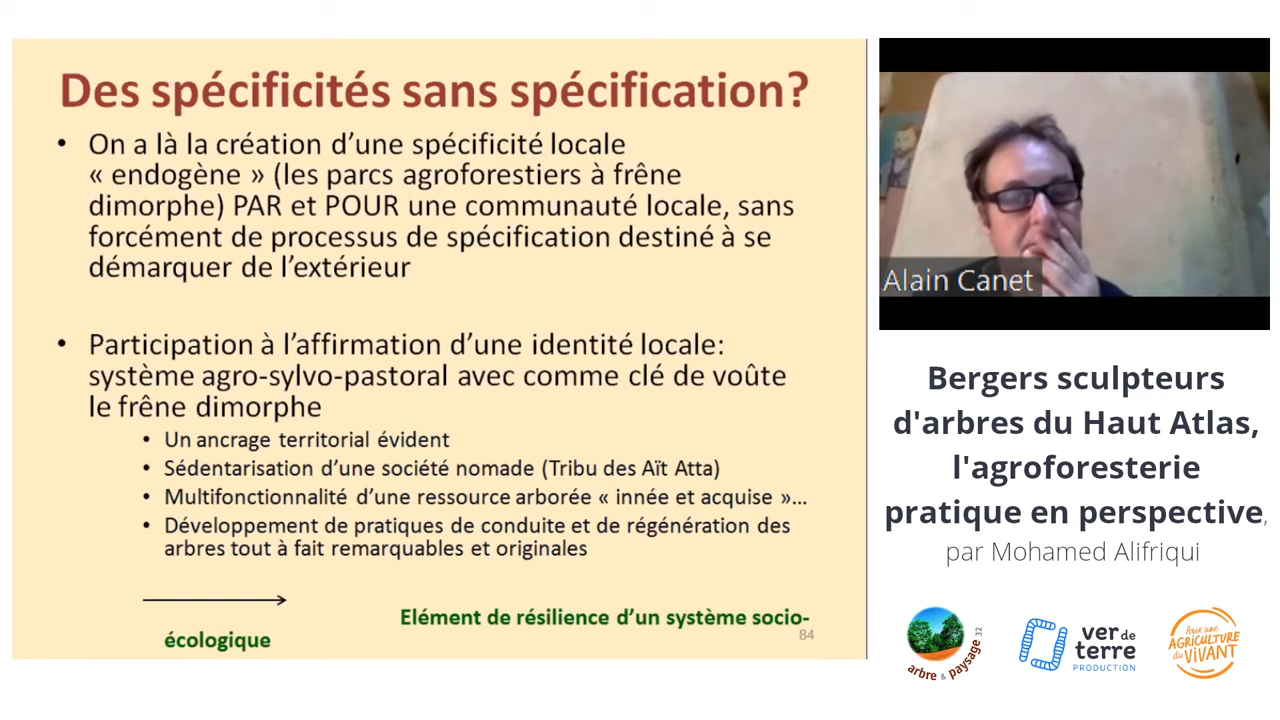 Des spécificités sans spécification?
• On a là la création d’une spécificité locale
« endogène » (les parcs agroforestiers à frêne
dimorphe) PAR et POUR une communauté locale, sans
forcément de processus de spécification destiné à se
démarquer de l’extérieur
• Participation à l’affirmation d’une identité locale:
système agro-sylvo-pastoral avec comme clé de voûte
le frêne dimorphe
• Un ancrage territorial évident
• Sédentarisation d’une société nomade (Tribu des Aït Atta)
• Multifonctionnalité d’une ressource arborée « innée et acquise »…
• Développement de pratiques de conduite et de régénération des
arbres tout à fait remarquables et originales
Elément de résilience d’un système socio-
écologique
84
Alain Canet
Bergers sculpteurs
d'arbres du Haut Atlas,
l'agroforesterie
pratique en perspective,
par Mohamed Alifriqui
arbre & paysage 32
ver de
terre
PRODUCTION
Pour une
AGRICULTURE
du VIVANT